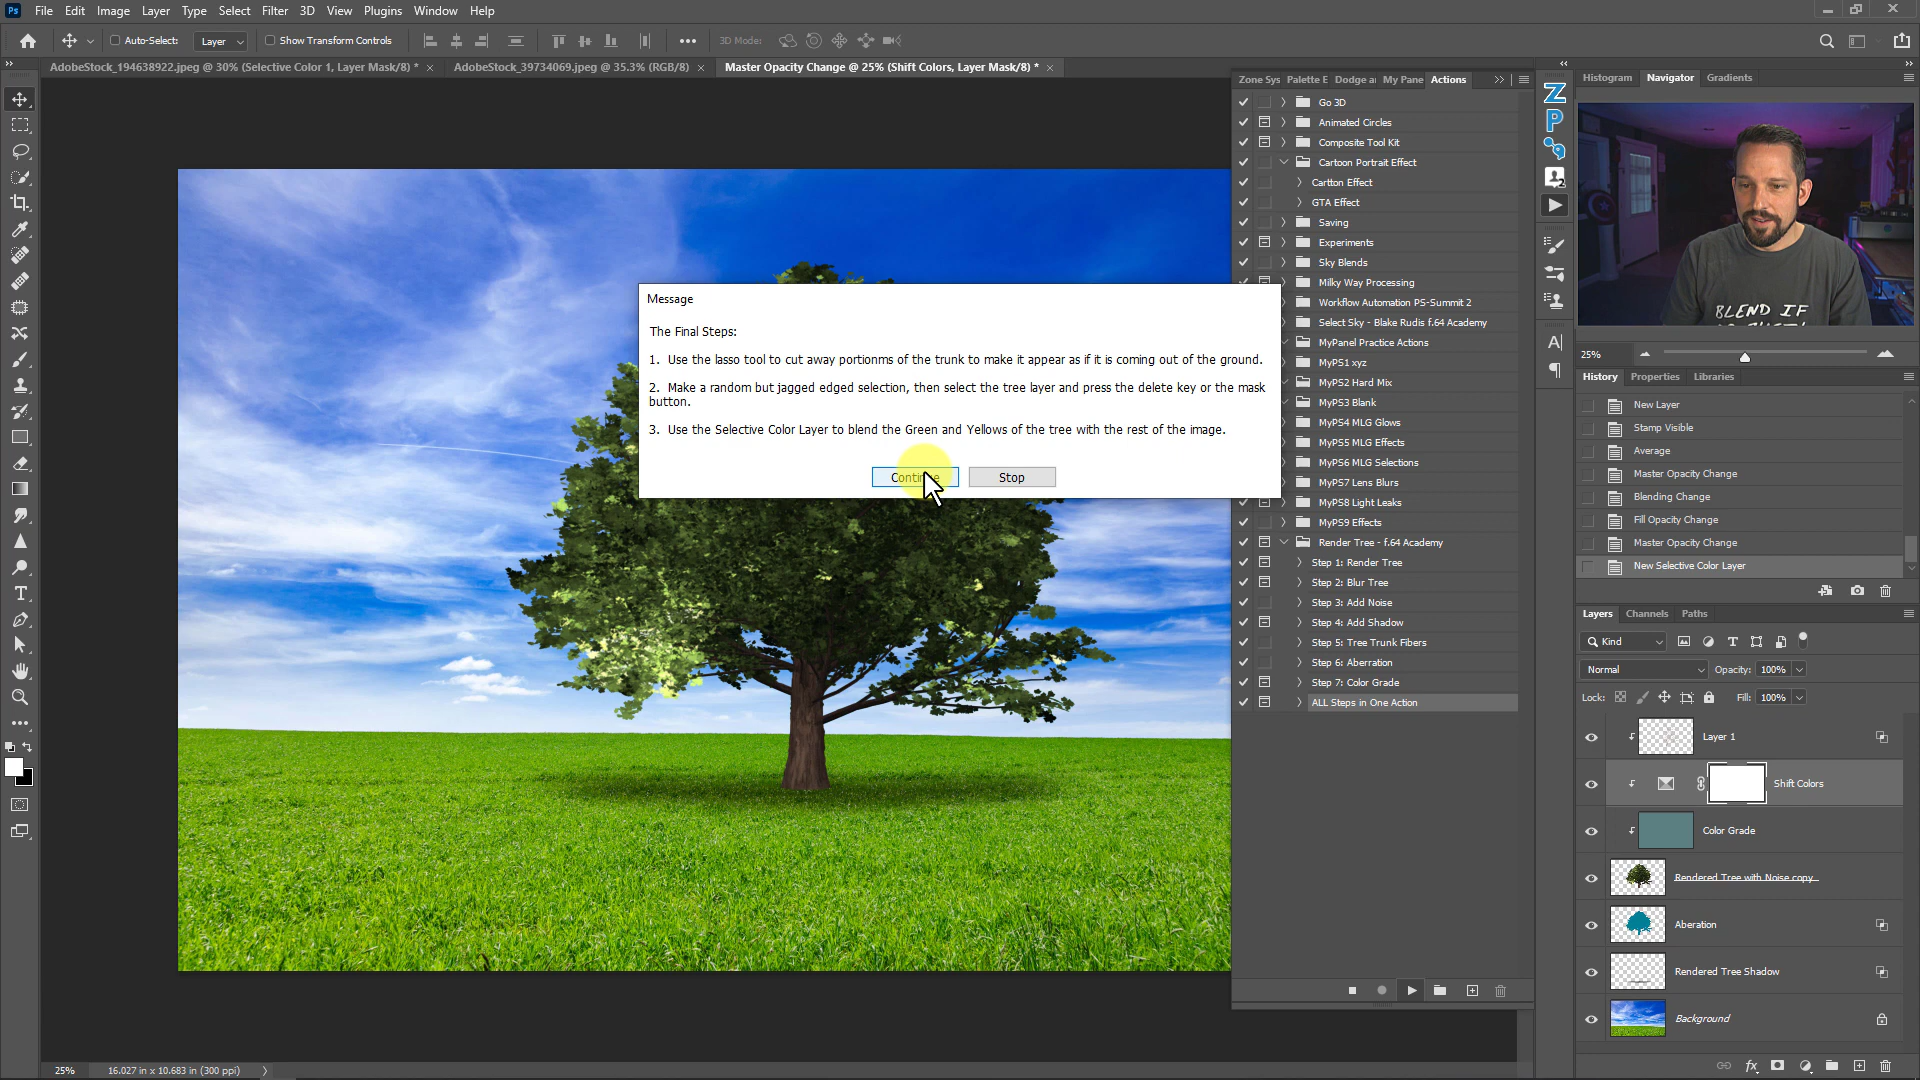 Ps File Edit Image Layer Type Select Filter 3D View Plugins Window Help
Auto-Select: Layer Show Transform Controls 3D Mode:
AdobeStock_194638922.jpeg @ 30% (Selective Color 1, Layer Mask/8) * AdobeStock_39734069.jpeg @ 35.3% (RGB/8) Master Opacity Change @ 25% (Shift Colors, Layer Mask/8) *
Zone Sys Palette E Dodge a My Pane Actions
Go 3D
Animated Circles
Composite Tool Kit
Cartoon Portrait Effect
Cartton Effect
GTA Effect
Saving
Experiments
Sky Blends
Milky Way Processing
Workflow Automation PS-Summit 2
Select Sky - Blake Rudis f.64 Academy
MyPanel Practice Actions
MyPS1 xyz
MyPS2 Hard Mix
MyPS3 Blank
MyPS4 MLG Glows
MyPS5 MLG Effects
MyPS6 MLG Selections
MyPS7 Lens Blurs
MyPS8 Light Leaks
MyPS9 Effects
Render Tree - f.64 Academy
Step 1: Render Tree
Step 2: Blur Tree
Step 3: Add Noise
Step 4: Add Shadow
Step 5: Tree Trunk Fibers
Step 6: Aberration
Step 7: Color Grade
ALL Steps in One Action
Message
The Final Steps:
1. Use the lasso tool to cut away portionms of the trunk to make it appear as if it is coming out of the ground.
2. Make a random but jagged edged selection, then select the tree layer and press the delete key or the mask
button.
3. Use the Selective Color Layer to blend the Green and Yellows of the tree with the rest of the image.
Continue Stop
Histogram Navigator Gradients
BLEND IF
25%
History Properties Libraries
New Layer
Stamp Visible
Average
Master Opacity Change
Blending Change
Fill Opacity Change
Master Opacity Change
New Selective Color Layer
Layers Channels Paths
Kind
Normal Opacity: 100%
Lock: Fill: 100%
Layer 1
Shift Colors
Color Grade
Rendered Tree with Noise copy
Aberation
Rendered Tree Shadow
Background
25% 16.027 in x 10.683 in (300 ppi)